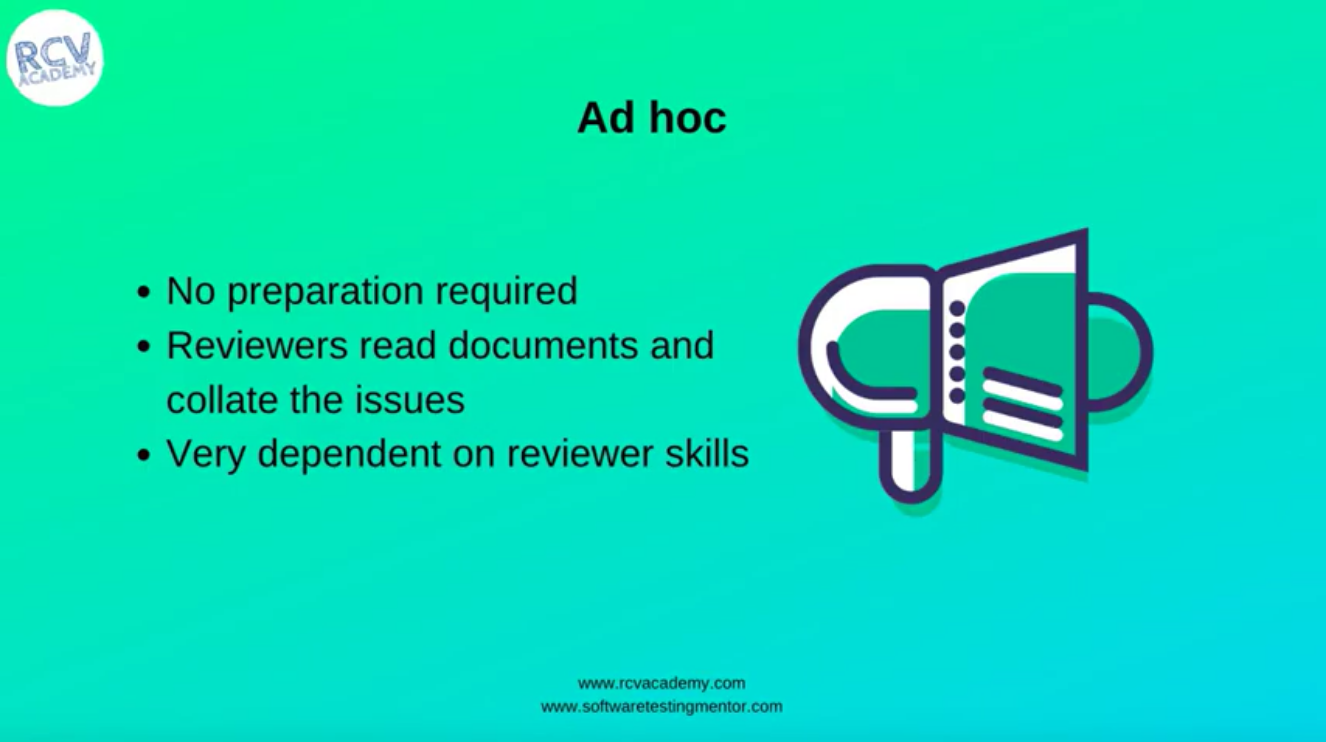 RCV
ACADEMY
Ad hoc
• No preparation required
• Reviewers read documents and
collate the issues
• Very dependent on reviewer skills
www.rcvacademy.com
www.softwaretestingmentor.com